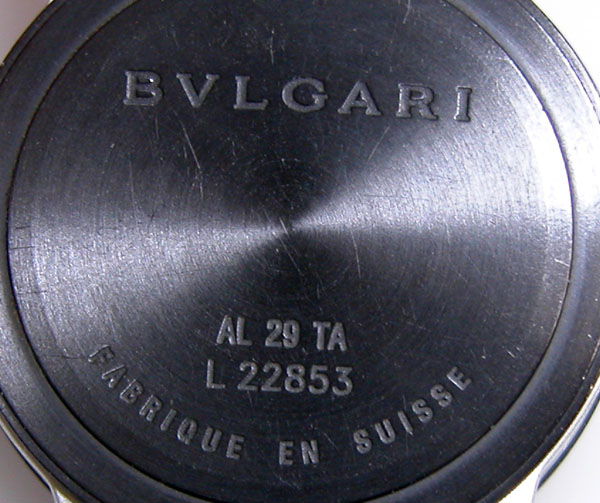 BVLGARI
AL 29 TA
L 22853
FABRIQUE EN SUISSE